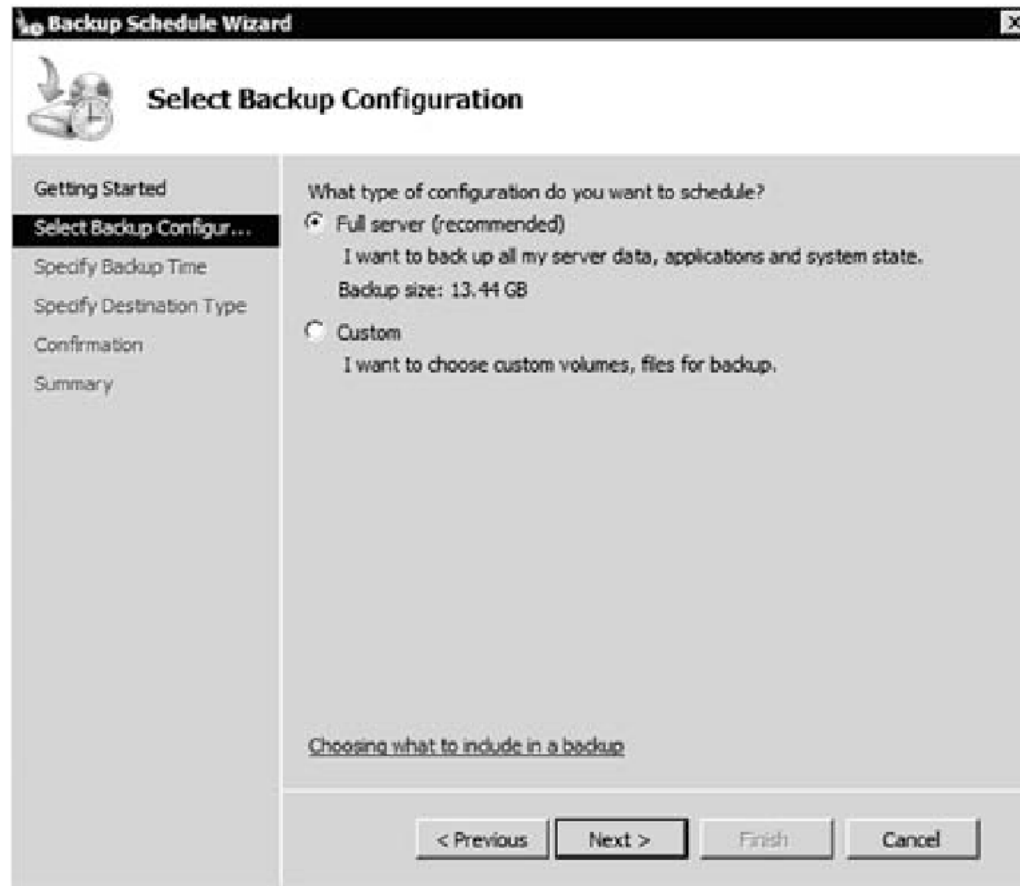 Backup Schedule Wizard
Select Backup Configuration
Getting Started
Select Backup Configur...
Specify Backup Time
Specify Destination Type
Confirmation
Summary
What type of configuration do you want to schedule?
Full server (recommended)
I want to back up all my server data, applications and system state.
Backup size: 13.44 GB
Custom
I want to choose custom volumes, files for backup.
Choosing what to include in a backup
< Previous
Next >
Finish
Cancel